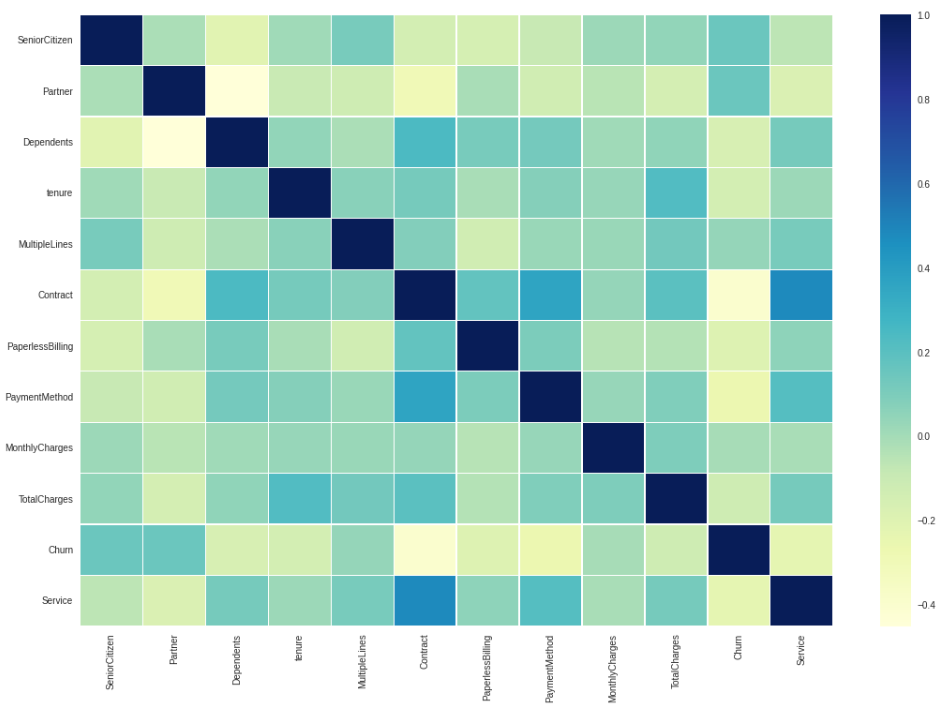 SeniorCitizen
Partner
Dependents
tenure
MultipleLines
Contract
PaperlessBilling
PaymentMethod
MonthlyCharges
TotalCharges
Churn
Service
SeniorCitizen
Partner
Dependents
tenure
MultipleLines
Contract
PaperlessBilling
PaymentMethod
MonthlyCharges
TotalCharges
Churn
Service
1.0
0.8
0.6
0.4
0.2
0.0
−0.2
−0.4